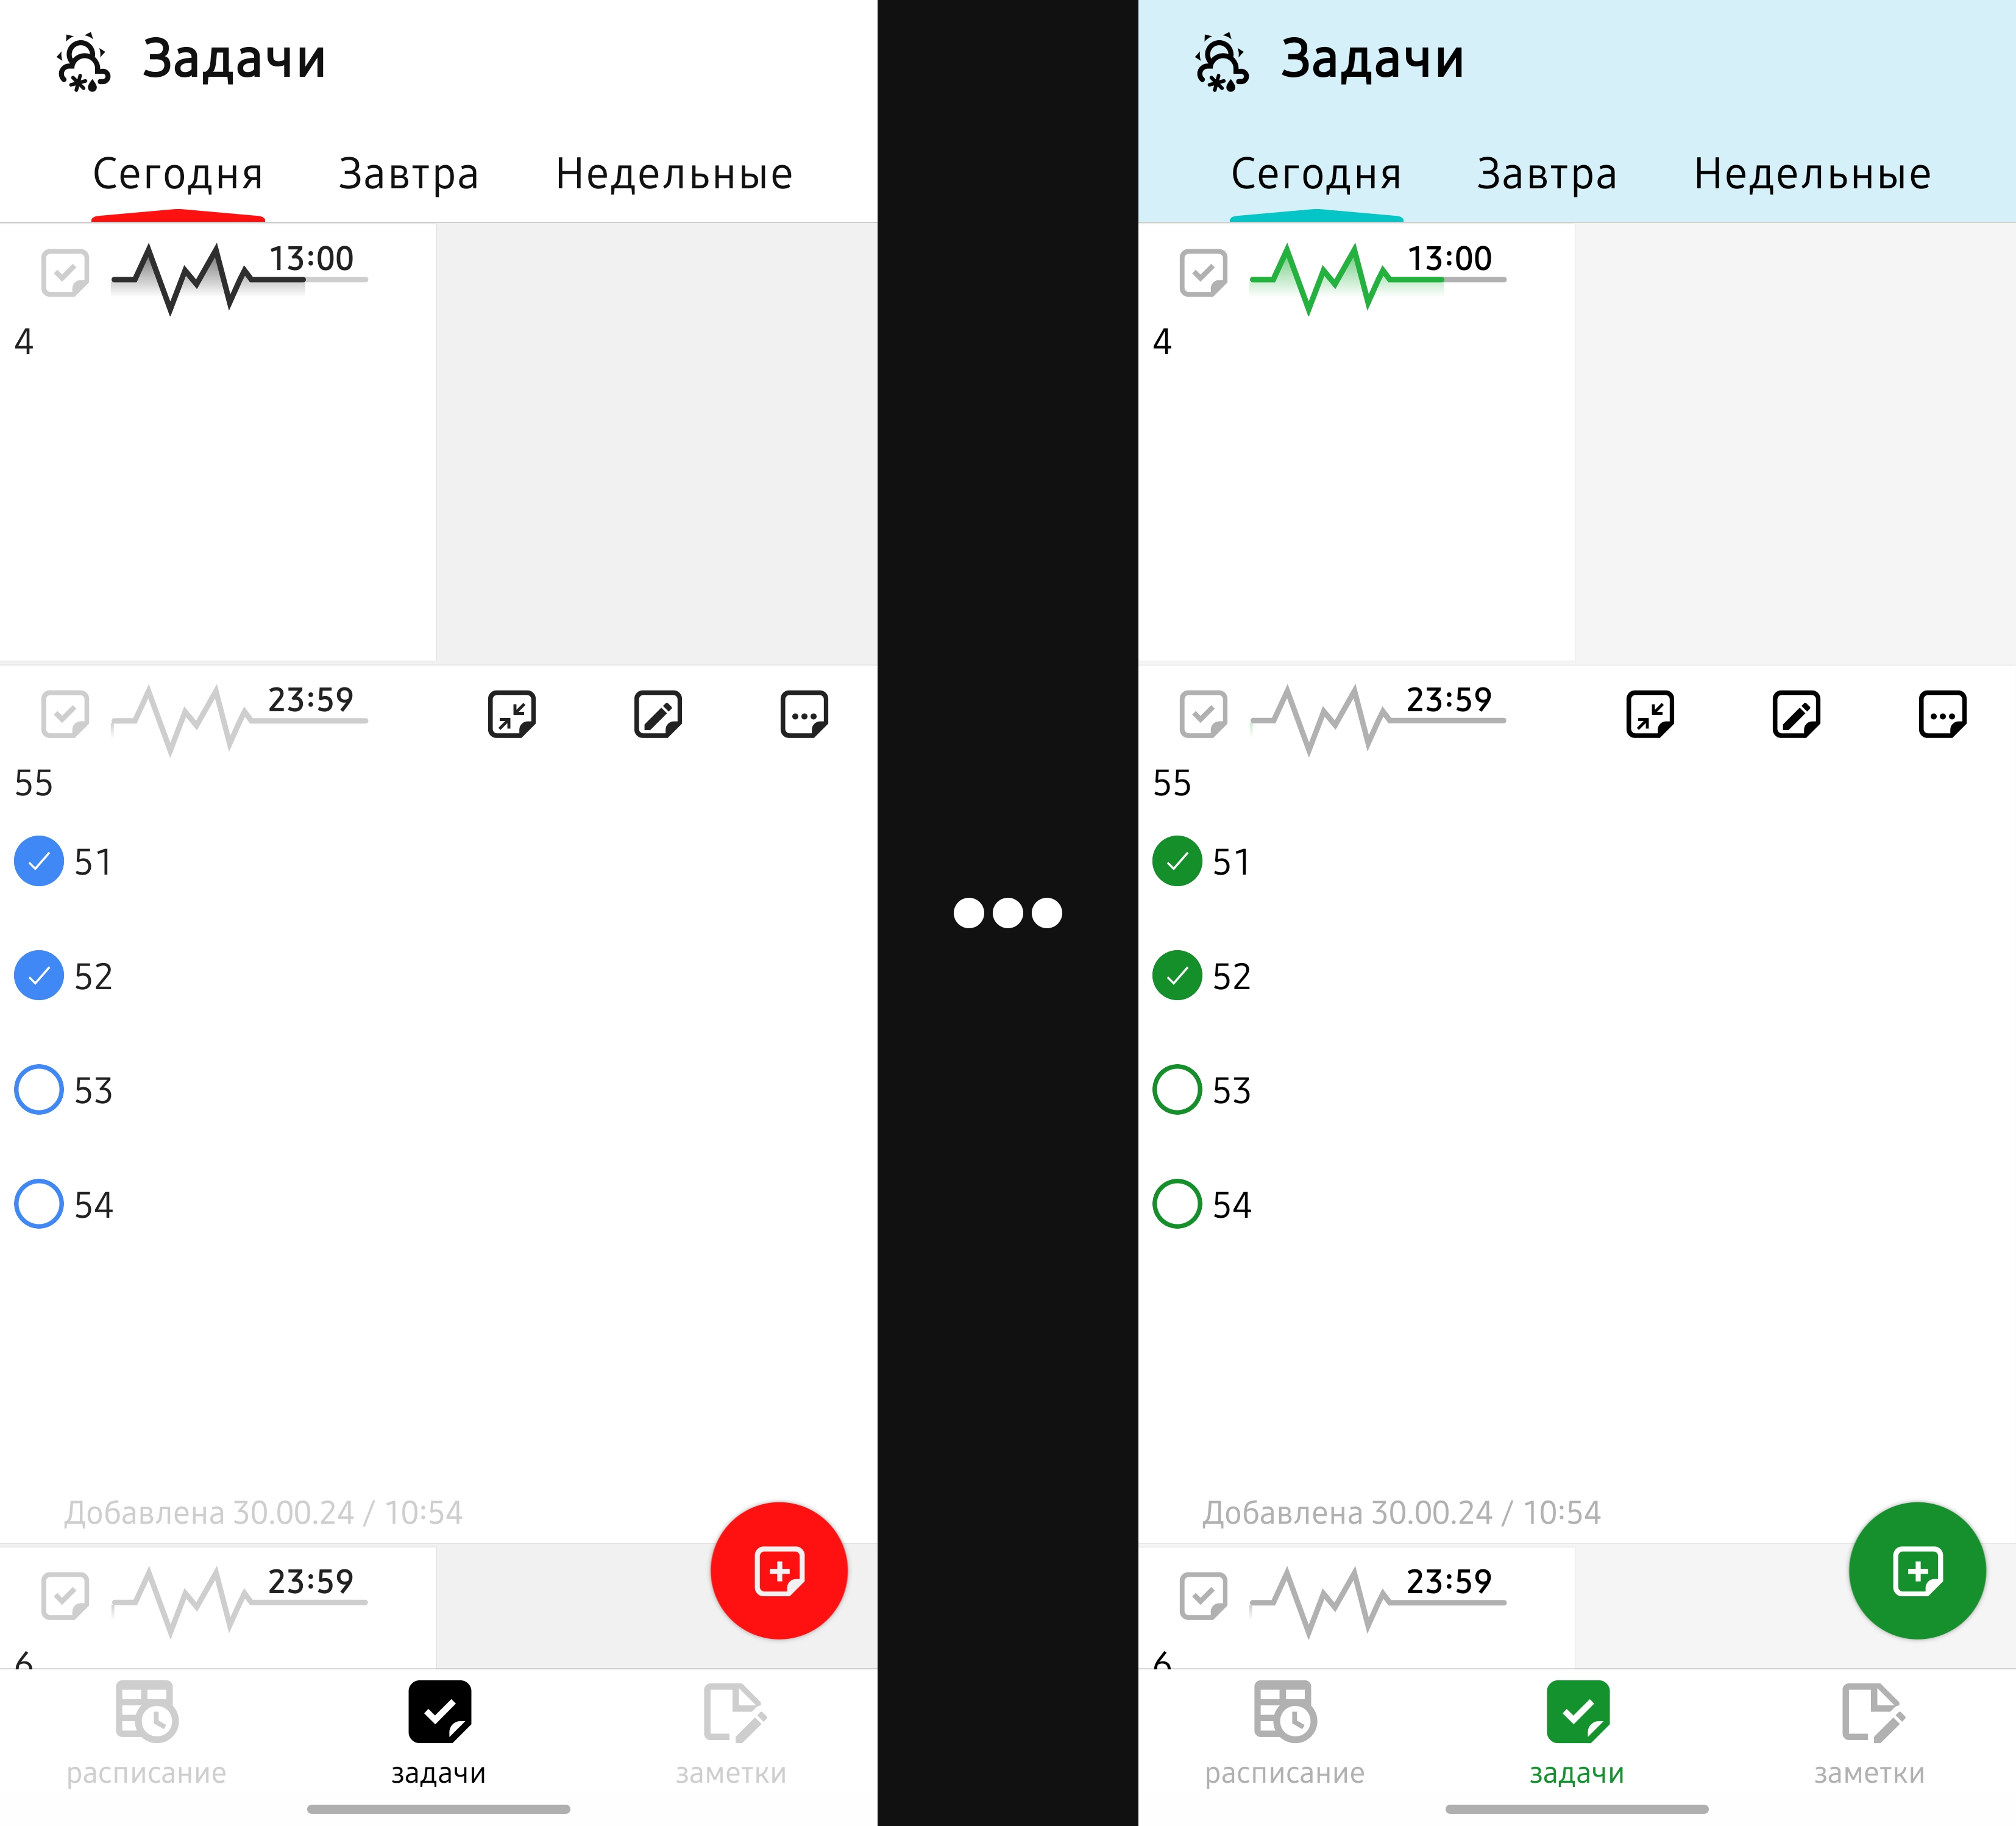 Задачи
Сегодня Завтра Недельные
13:00
4
23:59
55
51
52
53
54
Добавлена 30.00.24 / 10:54
23:59
6
расписание задачи заметки
Задачи
Сегодня Завтра Недельные
13:00
4
23:59
55
51
52
53
54
Добавлена 30.00.24 / 10:54
23:59
6
расписание задачи заметки